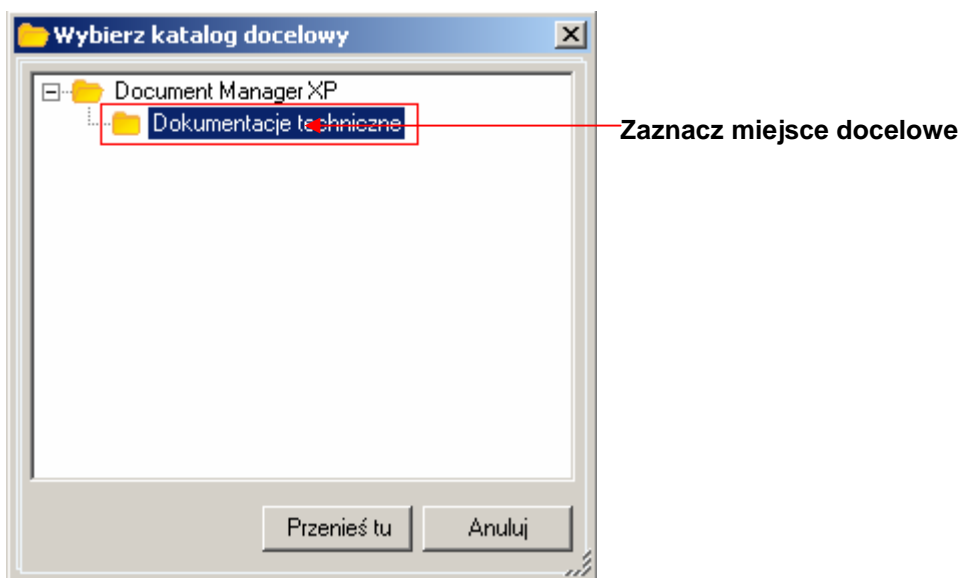 Wybierz katalog docelowy
Document Manager XP
Dokumentacje techniczne
Zaznacz miejsce docelowe
Przenieś tu
Anuluj